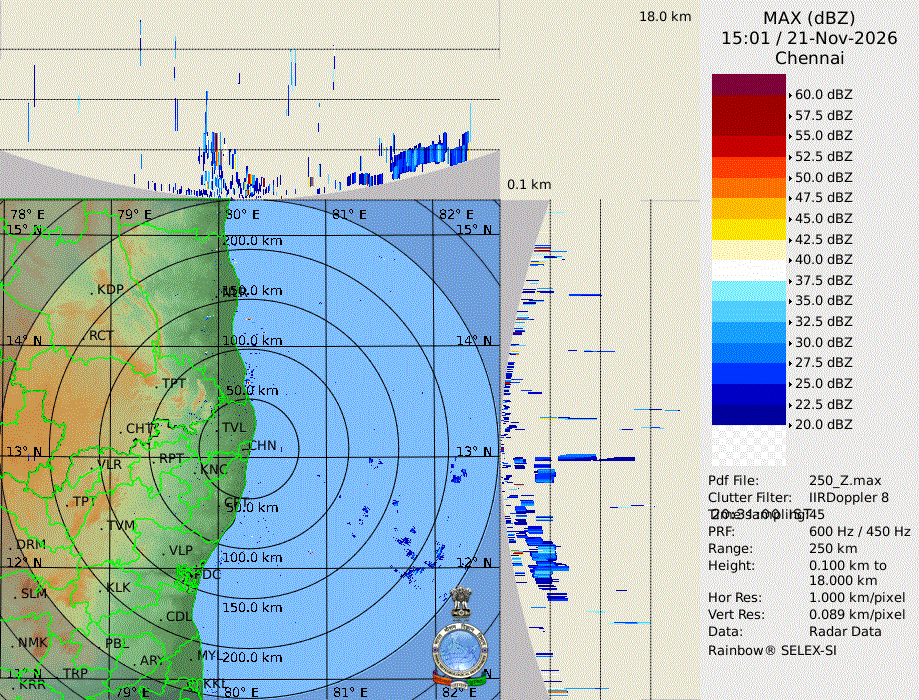 18.0 km
MAX (dBZ)
15:01 / 21-Nov-2026
Chennai
60.0 dBZ
57.5 dBZ
55.0 dBZ
52.5 dBZ
50.0 dBZ
47.5 dBZ
45.0 dBZ
42.5 dBZ
40.0 dBZ
37.5 dBZ
35.0 dBZ
32.5 dBZ
30.0 dBZ
27.5 dBZ
25.0 dBZ
22.5 dBZ
20.0 dBZ
0.1 km
78° E 79° E 80° E 81° E 82° E
15° N 15° N
200.0 km
KDP
150.0 km
RCT
14° N 100.0 km 14° N
TPT
50.0 km
CHT TVL
CHN
13° N 13° N
VLR RPT KNC
TPT
50.0 km
TVM
DRM VLP
100.0 km
12° N 12° N
PDC
SLM KLK
150.0 km
CDL
NMK PBL
ARY MYL 200.0 km
TRP
11° N 11° N
KRR KKL
79° E 80° E 81° E 82° E
Pdf File: 250_Z.max
Clutter Filter: IIRDoppler 8
PRF: 600 Hz / 450 Hz
Range: 250 km
Height: 0.100 km to
18.000 km
Hor Res: 1.000 km/pixel
Vert Res: 0.089 km/pixel
Data: Radar Data
Rainbow® SELEX-SI